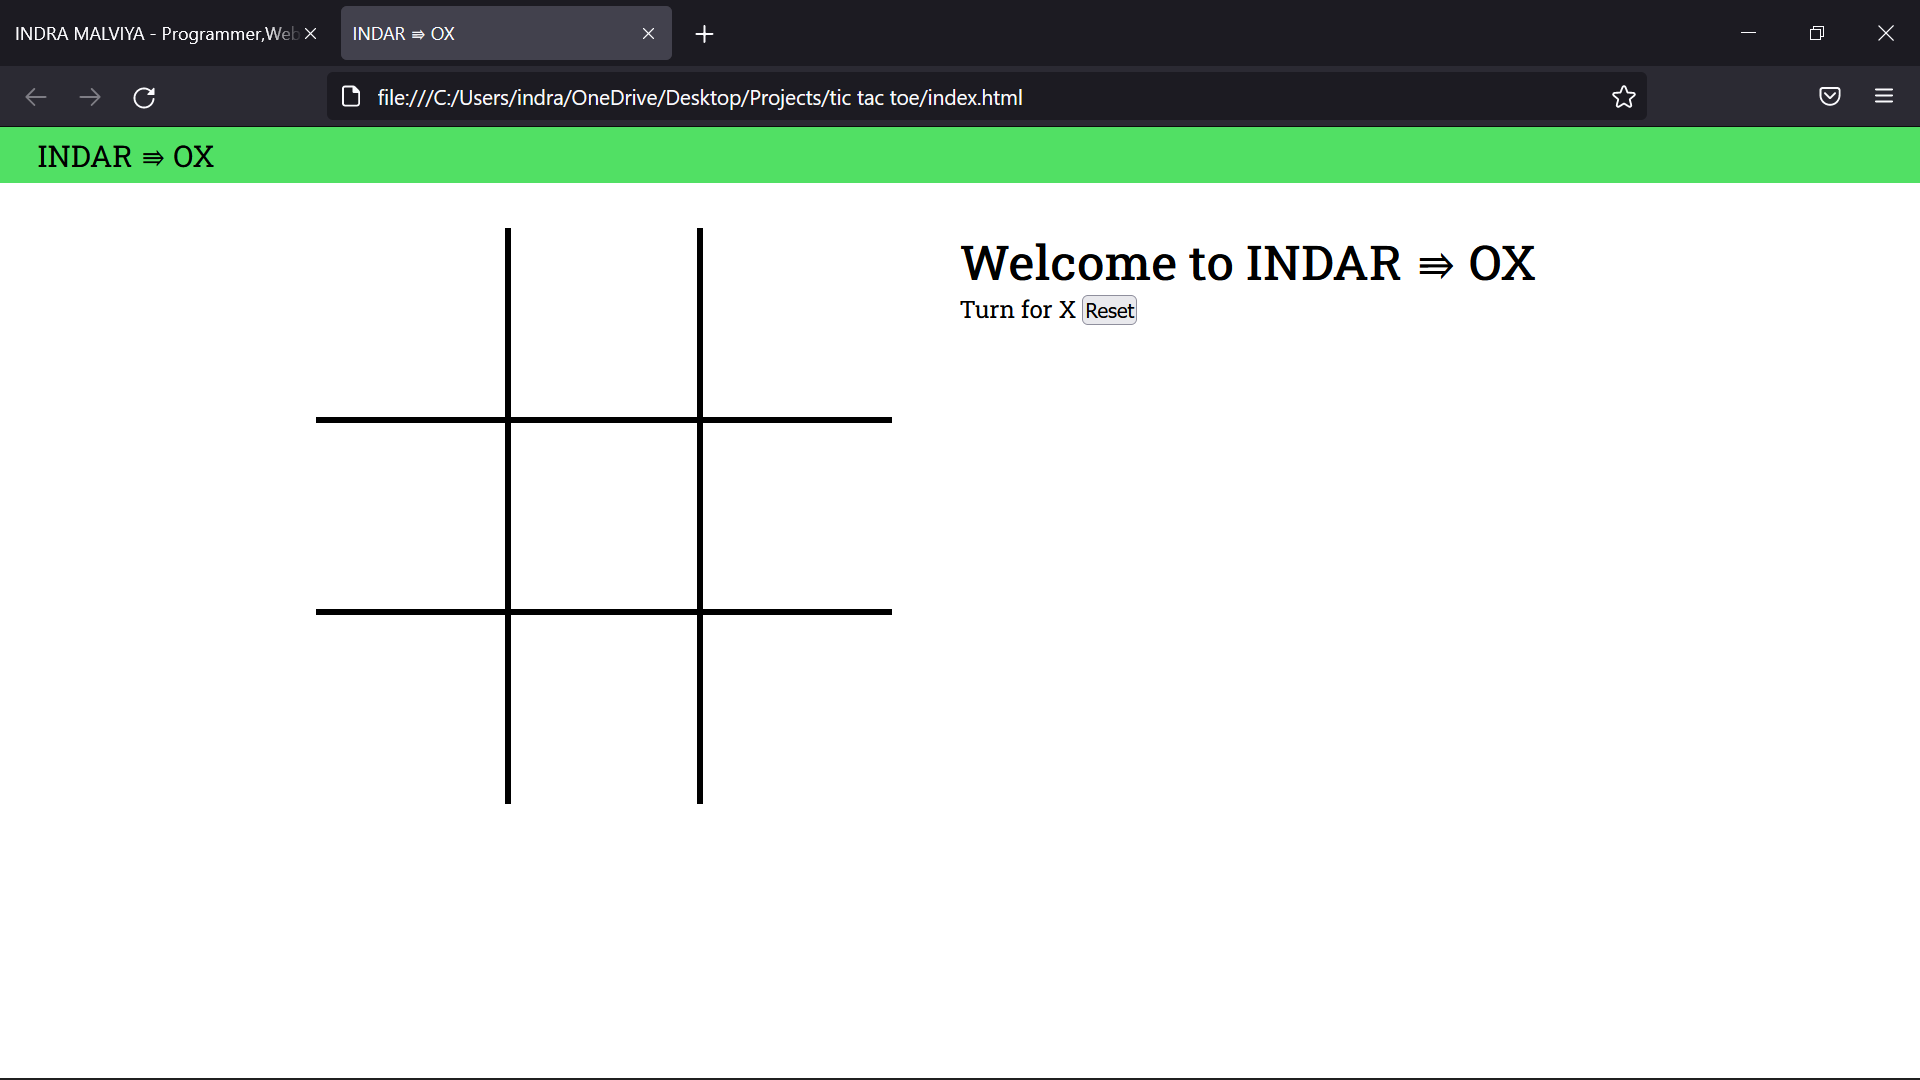 INDRA MALVIYA - Programmer,Web
INDAR ⭆ OX
file:///C:/Users/indra/OneDrive/Desktop/Projects/tic tac toe/index.html
INDAR ⭆ OX
Welcome to INDAR ⭆ OX
Turn for X Reset